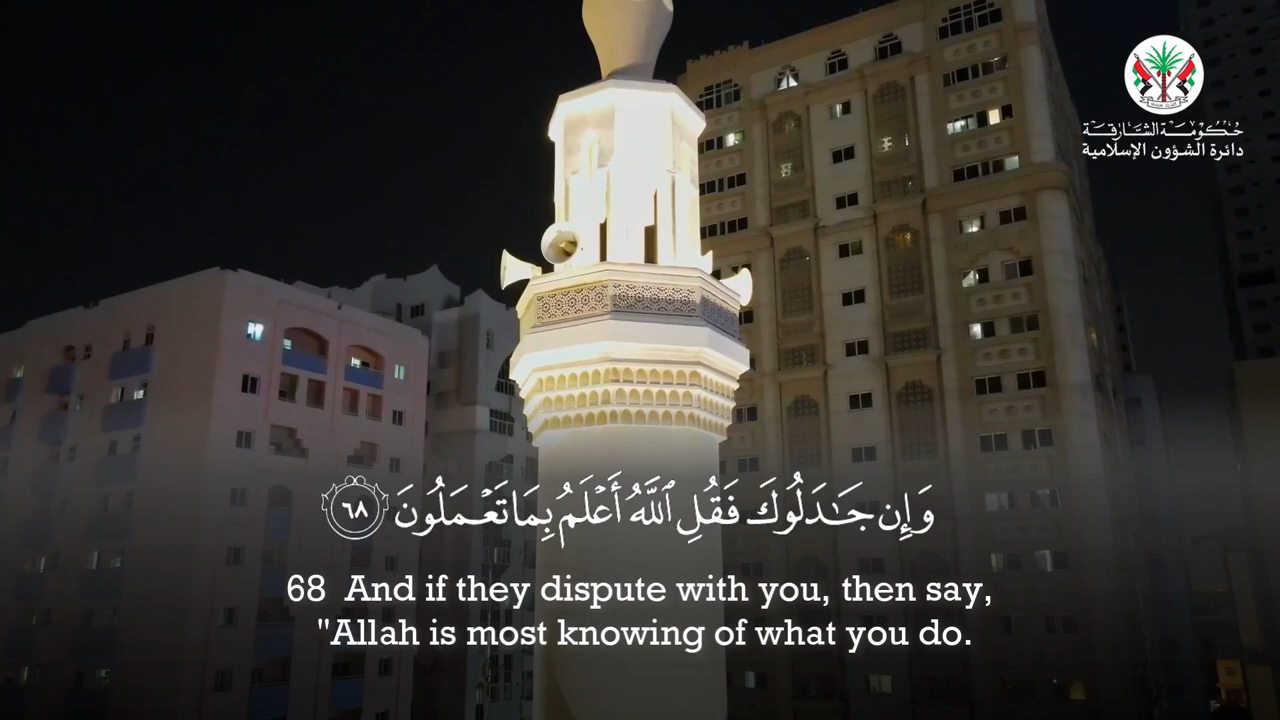 حكومة الشارقة
دائرة الشؤون الإسلامية
وَإِن جَـٰدَلُوكَ فَقُلِ ٱللَّهُ أَعْلَمُ بِمَا تَعْمَلُونَ ٦٨
68 And if they dispute with you, then say,
"Allah is most knowing of what you do.